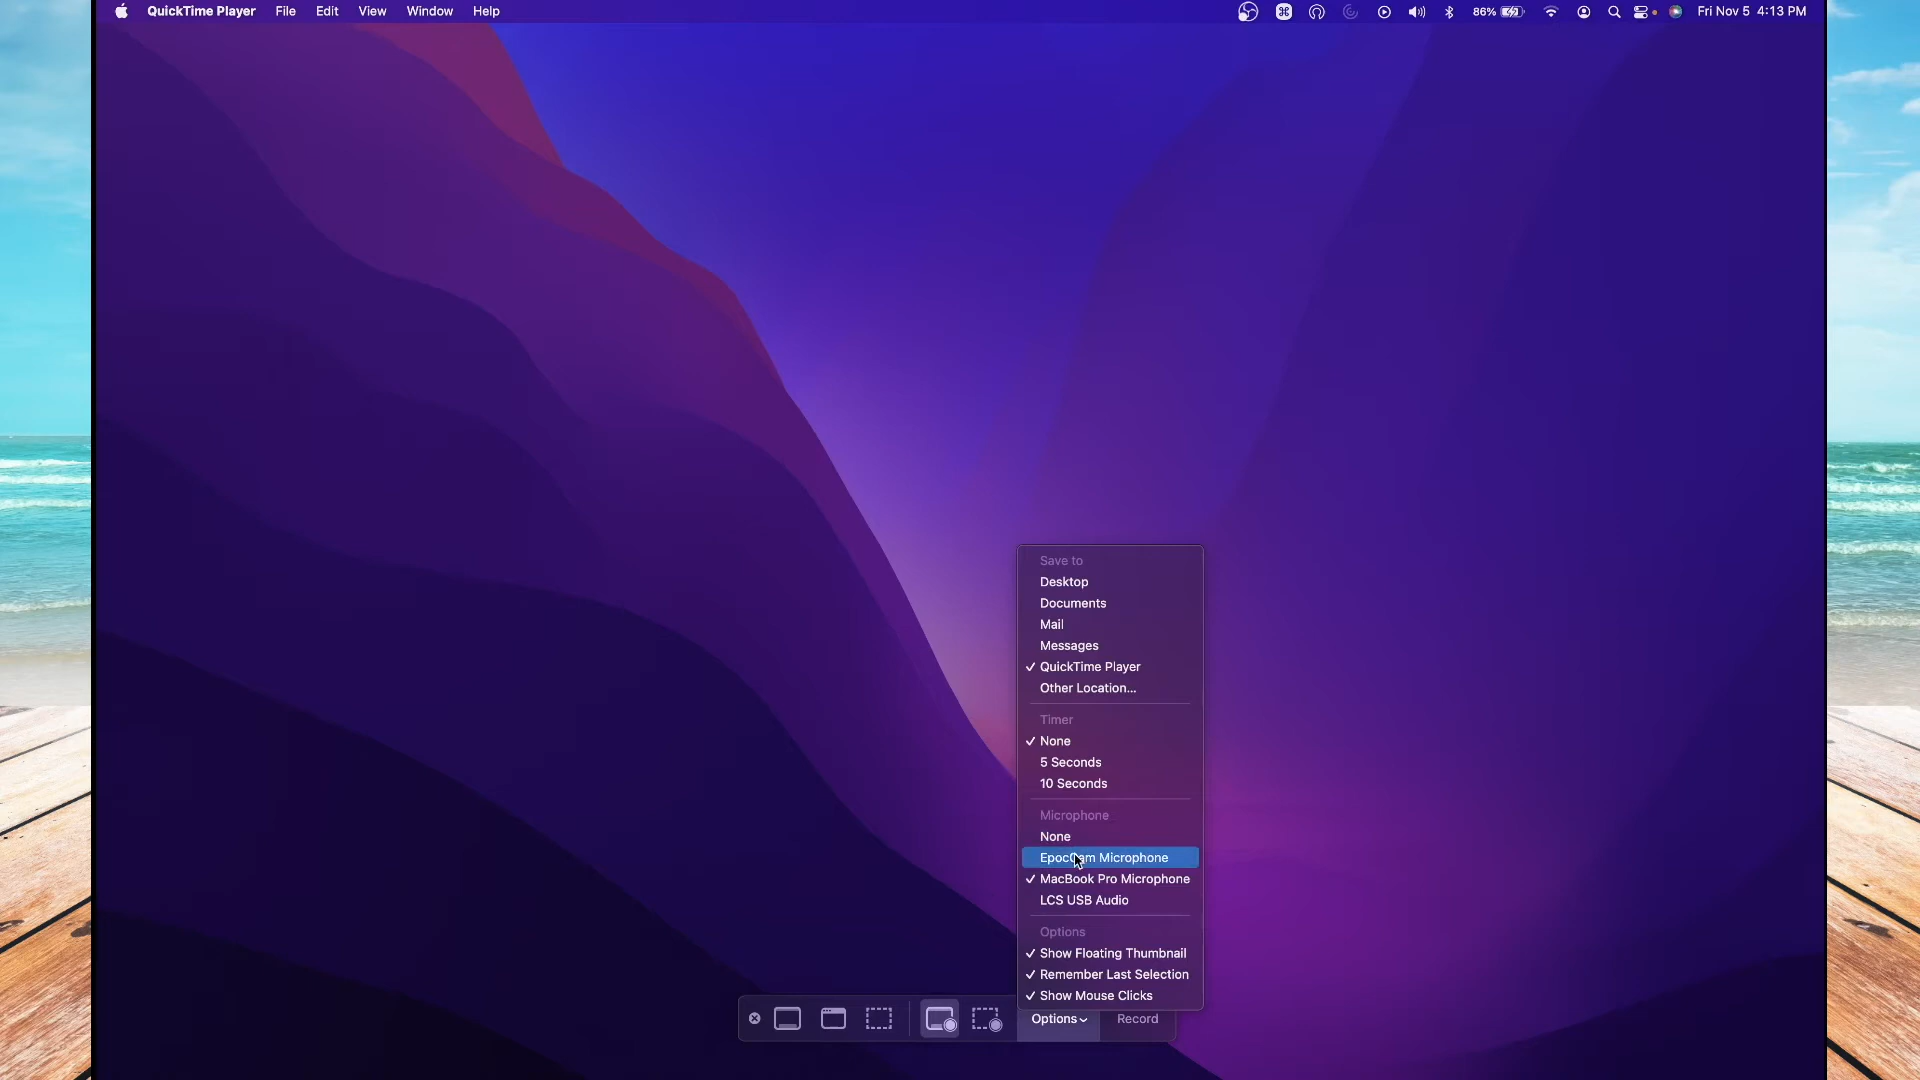 QuickTime Player File Edit View Window Help 86% Fri Nov 5 4:13 PM
Save to
Desktop
Documents
Mail
Messages
✓ QuickTime Player
Other Location...
Timer
✓ None
5 Seconds
10 Seconds
Microphone
None
EpocCam Microphone
✓ MacBook Pro Microphone
LCS USB Audio
Options
✓ Show Floating Thumbnail
✓ Remember Last Selection
✓ Show Mouse Clicks
Options Record